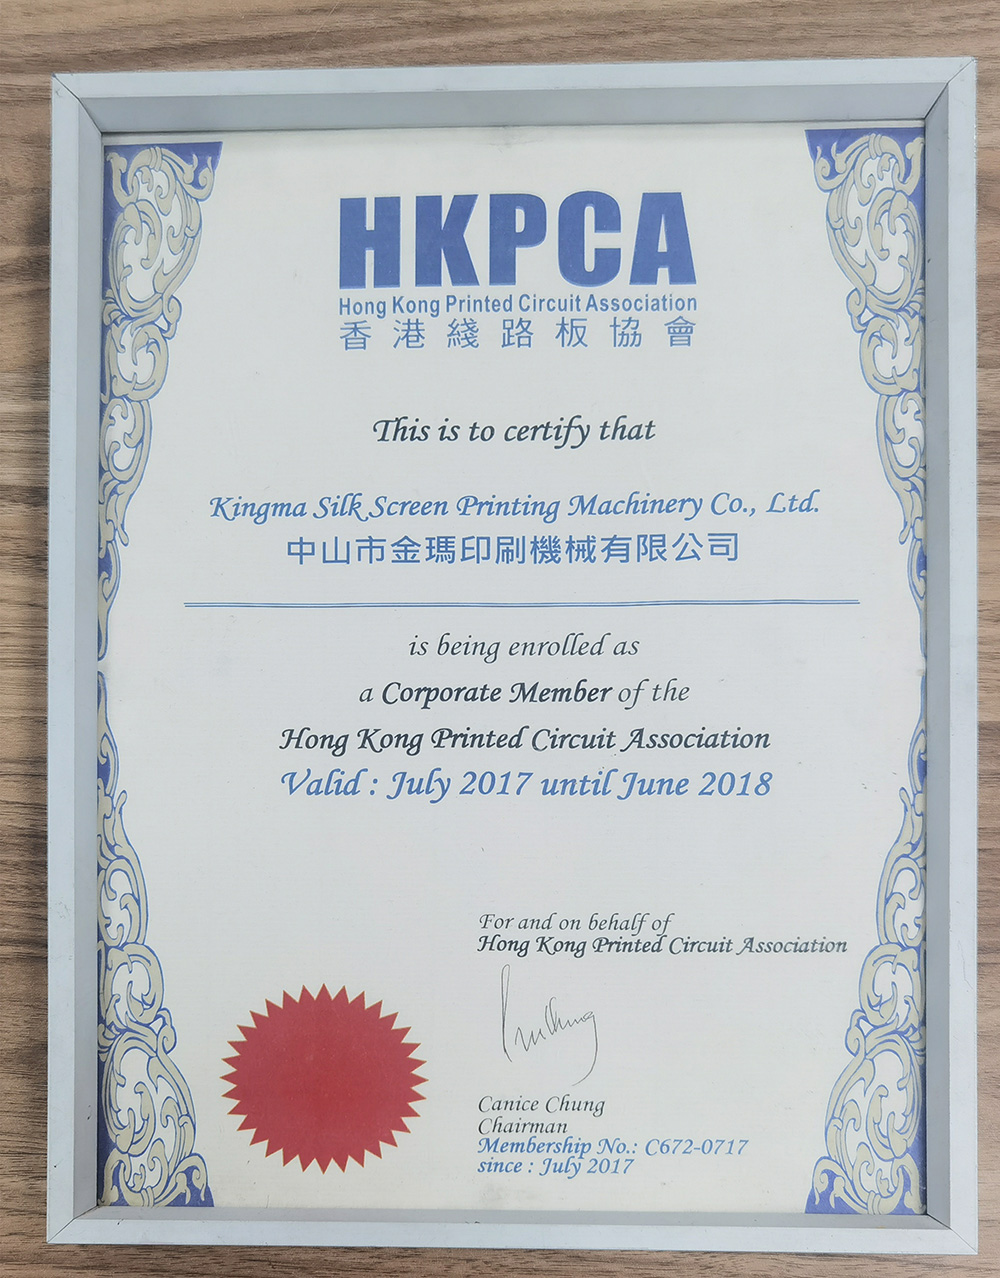 HKPCA
Hong Kong Printed Circuit Association
香港綫路板協會
This is to certify that
Kingma Silk Screen Printing Machinery Co., Ltd.
中山市金瑪印刷機械有限公司
is being enrolled as
a Corporate Member of the
Hong Kong Printed Circuit Association
Valid : July 2017 until June 2018
For and on behalf of
Hong Kong Printed Circuit Association
Canice Chung
Chairman
Membership No.: C672-0717
since : July 2017